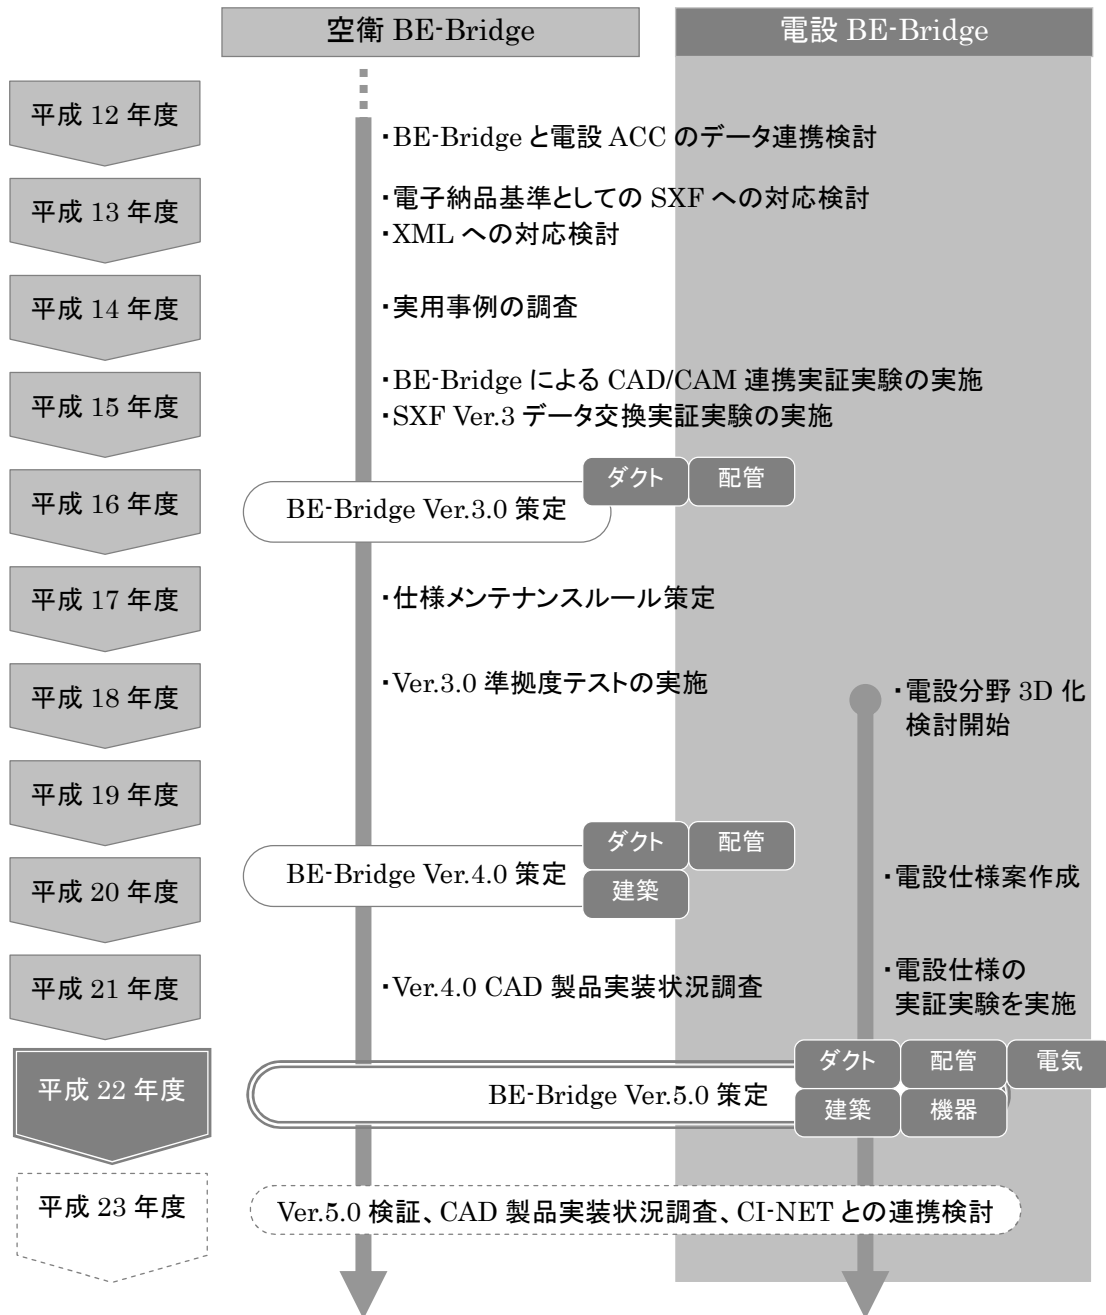 空衛 BE-Bridge
電設 BE-Bridge
平成 12 年度
・BE-Bridge と電設 ACC のデータ連携検討
平成 13 年度
・電子納品基準としての SXF への対応検討
・XML への対応検討
平成 14 年度
・実用事例の調査
平成 15 年度
・BE-Bridge による CAD/CAM 連携実証実験の実施
・SXF Ver.3 データ交換実証実験の実施
平成 16 年度
BE-Bridge Ver.3.0 策定
ダクト
配管
平成 17 年度
・仕様メンテナンスルール策定
平成 18 年度
・Ver.3.0 準拠度テストの実施
・電設分野 3D 化
検討開始
平成 19 年度
平成 20 年度
BE-Bridge Ver.4.0 策定
ダクト
配管
建築
・電設仕様案作成
平成 21 年度
・Ver.4.0 CAD 製品実装状況調査
・電設仕様の
実証実験を実施
平成 22 年度
BE-Bridge Ver.5.0 策定
ダクト
配管
電気
建築
機器
平成 23 年度
Ver.5.0 検証、CAD 製品実装状況調査、CI-NET との連携検討